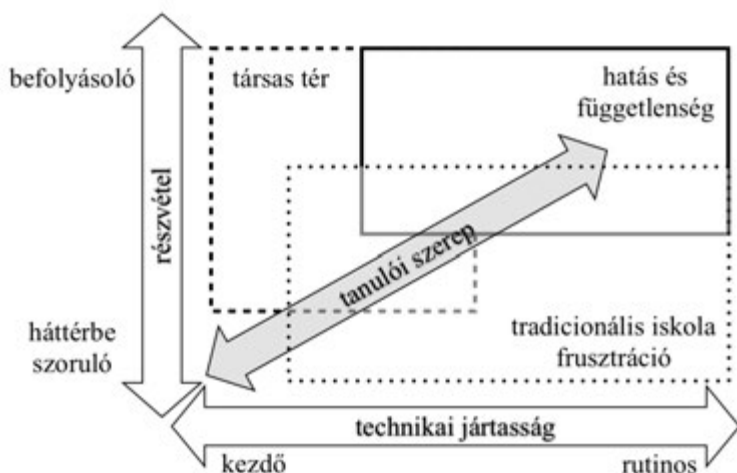 befolyásoló
társas tér
hatás és
függetlenség
részvétel
tanulói szerep
háttérbe
szoruló
tradicionális iskola
frusztráció
technikai jártasság
kezdő
rutinos